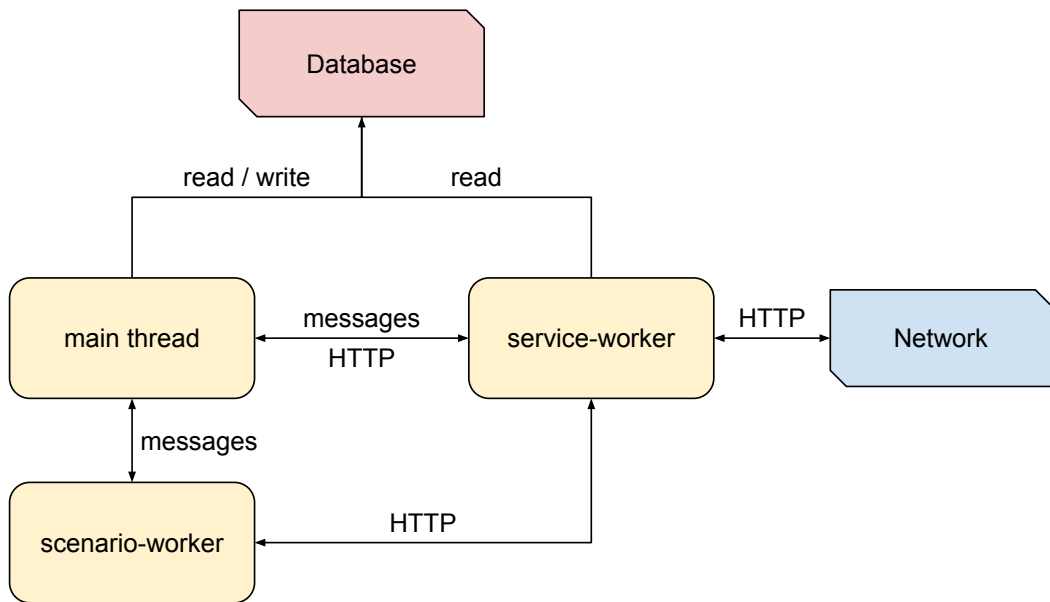 Database
read / write
read
main thread
messages
HTTP
service-worker
HTTP
Network
messages
scenario-worker
HTTP